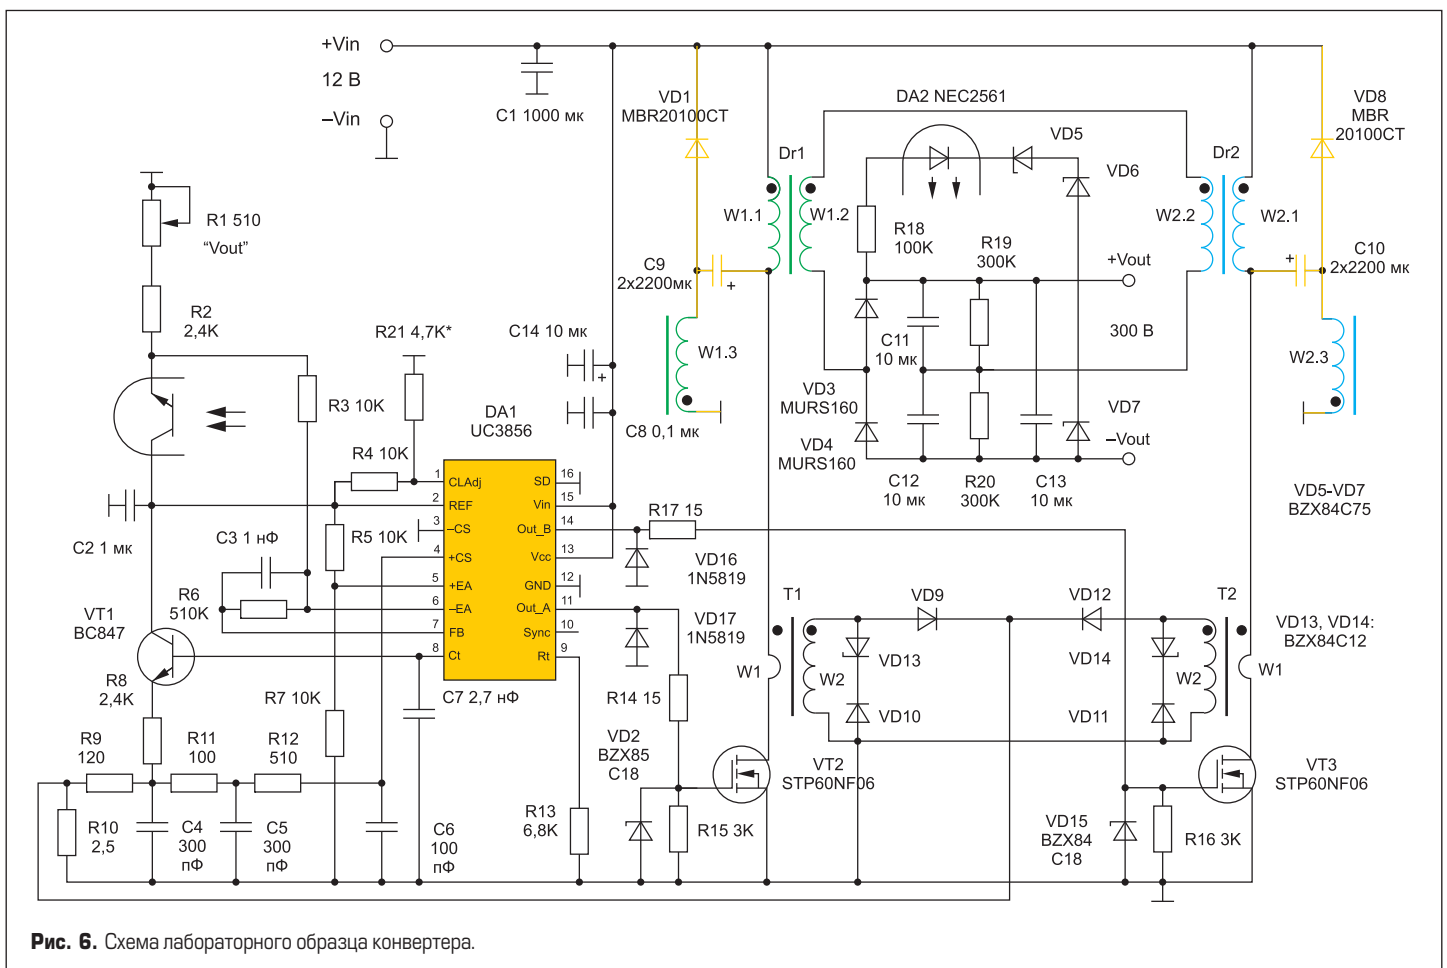 +Vin
12 В
–Vin
C1 1000 мк
VD1
MBR20100CT
DA2 NEC2561
VD5
VD6
VD8
MBR
20100CT
Dr1
Dr2
W1.1
W1.2
W2.2
W2.1
R1 510
“Vout”
R18
100K
R19
300K
+Vout
C9
2x2200мк
+
C10
2x2200 мк
+
R2
2,4K
R21 4,7K*
C14 10 мк
+
W1.3
C11
10 мк
300 В
W2.3
R3 10K
DA1
UC3856
C8 0,1 мк
VD3
MURS160
VD4
MURS160
VD7
–Vout
R4 10K
C12
10 мк
R20
300K
C13
10 мк
VD5-VD7
BZX84C75
1 CLAdj
2 REF
3 –CS
4 +CS
5 +EA
6 –EA
7 FB
8 Ct
SD 16
Vin 15
Out_B 14
Vcc 13
GND 12
Out_A 11
Sync 10
Rt 9
R17 15
C2 1 мк
C3 1 нФ
R5 10K
VD16
1N5819
R6
510K
VT1
BC847
VD17
1N5819
T1
VD9
VD12
T2
VD13, VD14:
BZX84C12
R8
2,4K
R7 10K
C7 2,7 нФ
R14 15
W1
W2
VD13
VD10
VD14
VD11
W2
W1
R9
120
R11
100
R12
510
VD2
BZX85
C18
VT2
STP60NF06
VT3
STP60NF06
R10
2,5
C4
300
пФ
C5
300
пФ
C6
100
пФ
R13
6,8K
R15 3K
VD15
BZX84
C18
R16 3K
Рис. 6. Схема лабораторного образца конвертера.